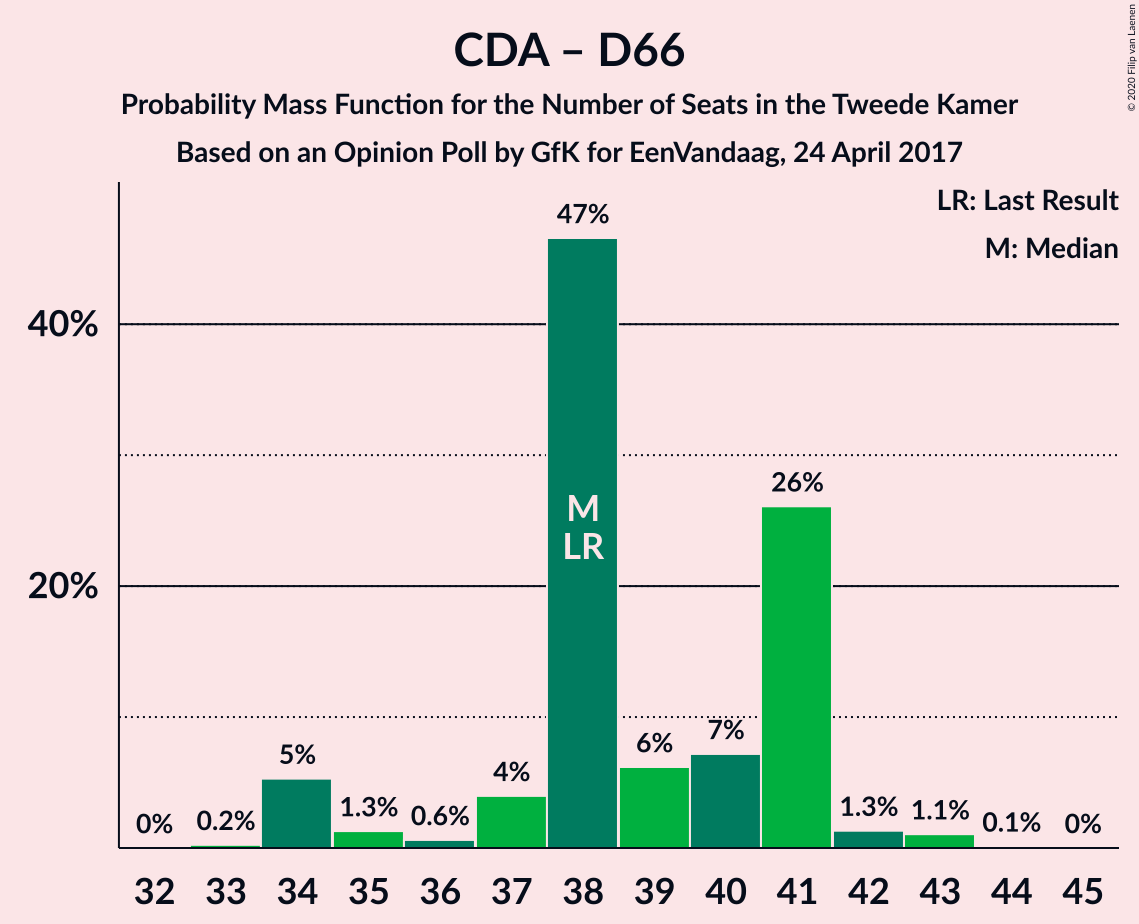 CDA – D66
Probability Mass Function for the Number of Seats in the Tweede Kamer
Based on an Opinion Poll by GfK for EenVandaag, 24 April 2017
© 2020 Filip van Laenen
LR: Last Result
M: Median
40%
20%
0%
0.2%
5%
1.3%
0.6%
4%
47%
M
LR
6%
7%
26%
1.3%
1.1%
0.1%
0%
32 33 34 35 36 37 38 39 40 41 42 43 44 45